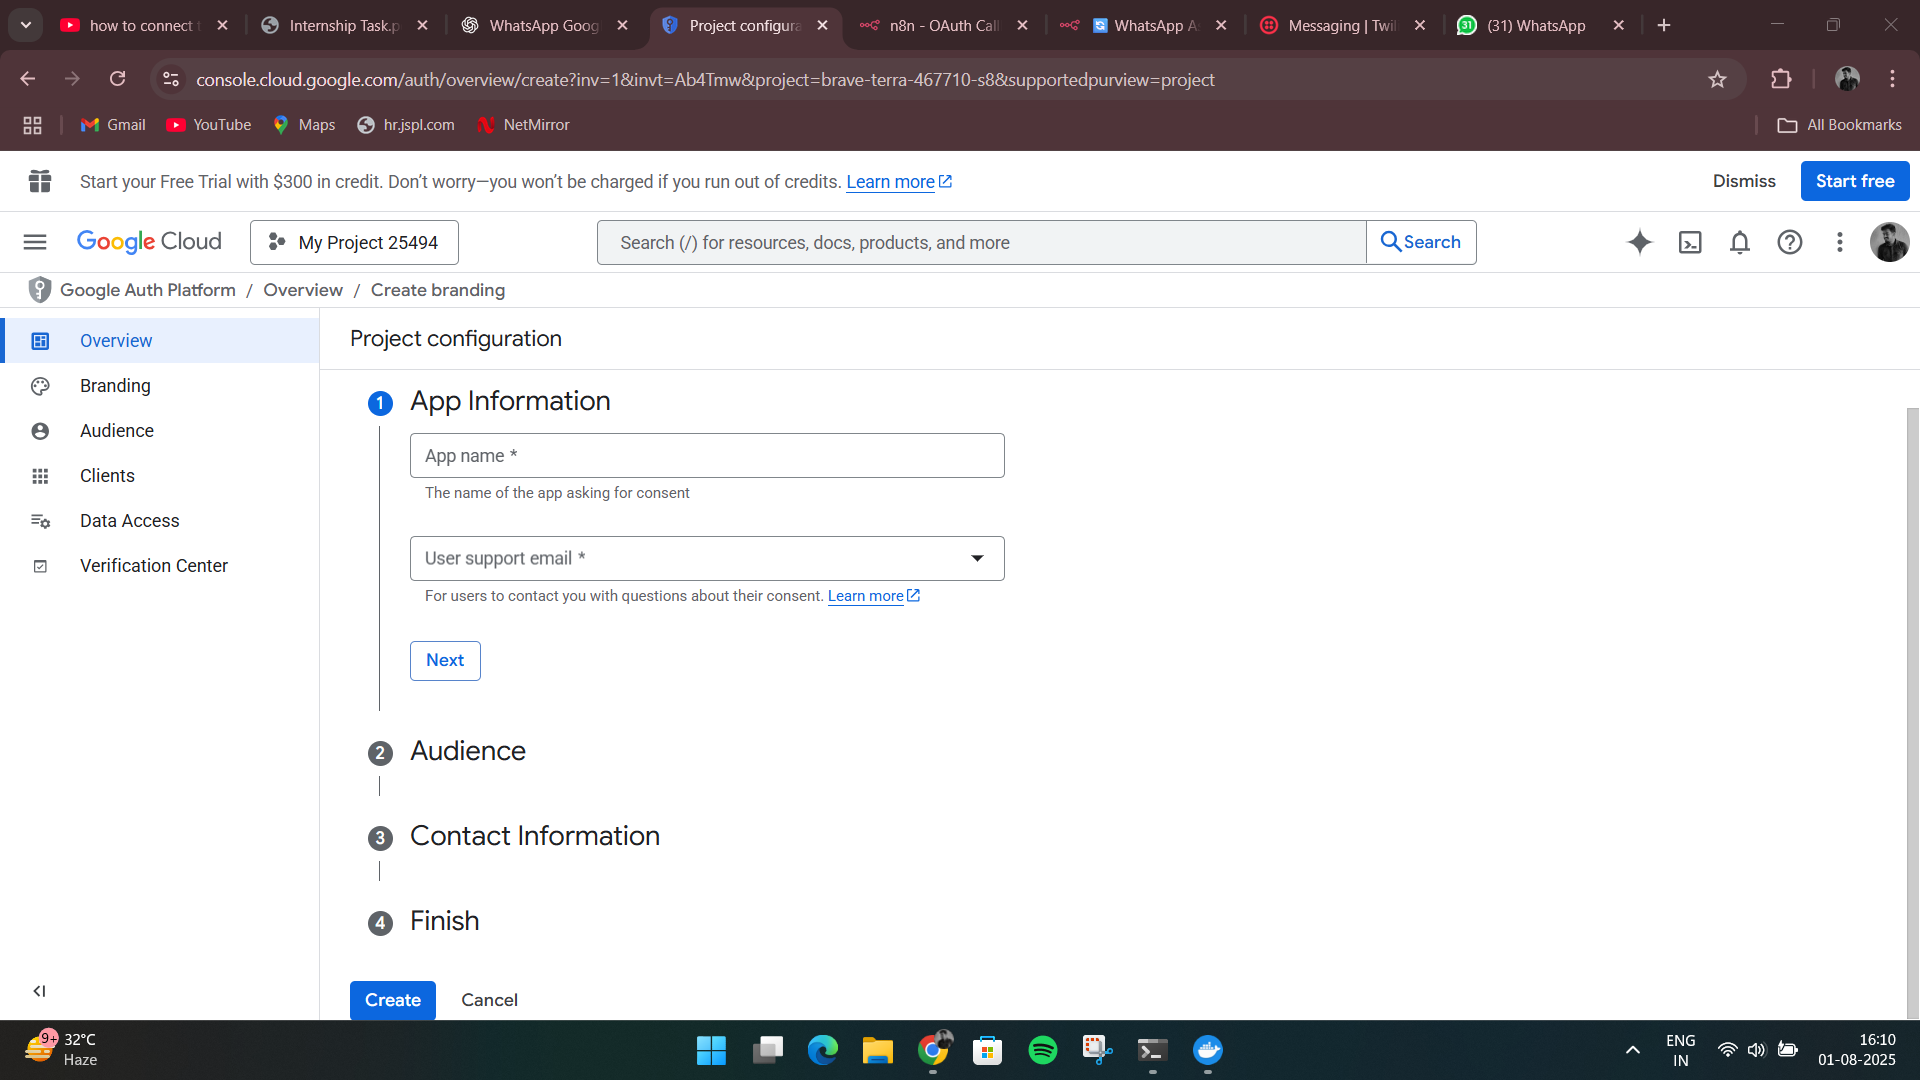 how to connect t
Internship Task.p
WhatsApp Goog
Project configura
n8n - OAuth Call
WhatsApp A
Messaging | Twil
(31) WhatsApp
console.cloud.google.com/auth/overview/create?inv=1&invt=Ab4Tmw&project=brave-terra-467710-s8&supportedpurview=project
Gmail
YouTube
Maps
hr.jspl.com
NetMirror
All Bookmarks
Start your Free Trial with $300 in credit. Don’t worry—you won’t be charged if you run out of credits. Learn more
Dismiss
Start free
Google Cloud
My Project 25494
Search (/) for resources, docs, products, and more
Search
Google Auth Platform / Overview / Create branding
Overview
Branding
Audience
Clients
Data Access
Verification Center
Project configuration
1 App Information
App name *
The name of the app asking for consent
User support email *
For users to contact you with questions about their consent. Learn more
Next
2 Audience
3 Contact Information
4 Finish
Create
Cancel
9+
32°C
Haze
ENG
IN
16:10
01-08-2025